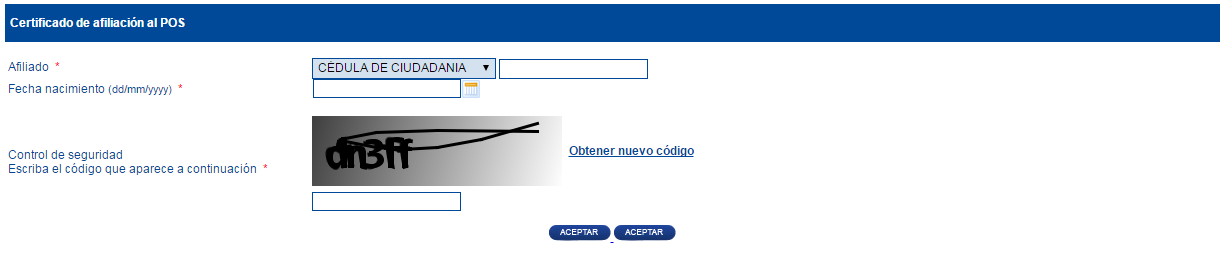 Certificado de afiliación al POS
Afiliado *
CÉDULA DE CIUDADANIA
Fecha nacimiento (dd/mm/yyyy) *
Control de seguridad
Obtener nuevo código
Escriba el código que aparece a continuación *
ACEPTAR ACEPTAR